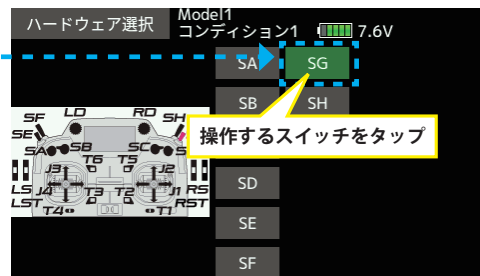 ハードウェア選択
Model1
コンディション1
7.6V
SA
SG
SB
SH
操作するスイッチをタップ
SD
SE
SF
SF
LD
RD
SH
SE
SA
SB
SC
S
T6
T5
J3
J2
LS
J4
T3
T2
J1
RS
LST
T4
T1
RST